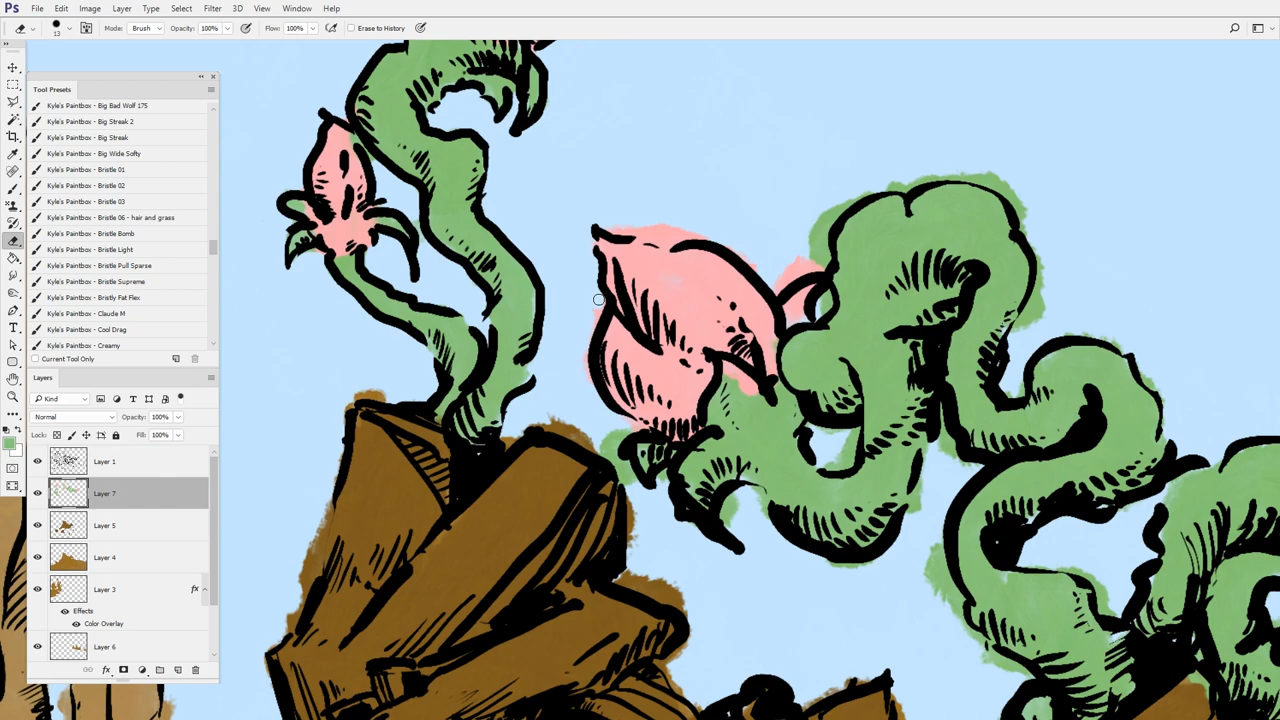 Ps File Edit Image Layer Type Select Filter 3D View Window Help
13 Mode: Brush Opacity: 100% Flow: 100% Erase to History
Tool Presets
Kyle's Paintbox - Big Bad Wolf 175
Kyle's Paintbox - Big Streak 2
Kyle's Paintbox - Big Streak
Kyle's Paintbox - Big Wide Softy
Kyle's Paintbox - Bristle 01
Kyle's Paintbox - Bristle 02
Kyle's Paintbox - Bristle 03
Kyle's Paintbox - Bristle 06 - hair and grass
Kyle's Paintbox - Bristle Bomb
Kyle's Paintbox - Bristle Light
Kyle's Paintbox - Bristle Pull Sparse
Kyle's Paintbox - Bristle Supreme
Kyle's Paintbox - Bristly Fat Flex
Kyle's Paintbox - Claude M
Kyle's Paintbox - Cool Drag
Kyle's Paintbox - Creamy
Current Tool Only
Layers
Kind
Normal Opacity: 100%
Lock: Fill: 100%
Layer 1
Layer 7
Layer 5
Layer 4
Layer 3 fx
Effects
Color Overlay
Layer 6
fx